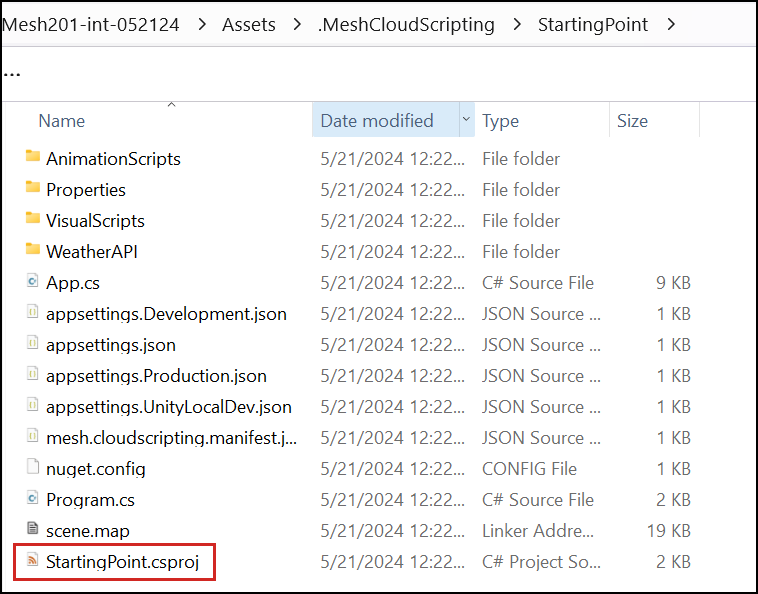 Mesh201-int-052124 > Assets > .MeshCloudScripting > StartingPoint >
...
Name Date modified Type Size
AnimationScripts 5/21/2024 12:22... File folder
Properties 5/21/2024 12:22... File folder
VisualScripts 5/21/2024 12:22... File folder
WeatherAPI 5/21/2024 12:22... File folder
App.cs 5/21/2024 12:22... C# Source File 9 KB
appsettings.Development.json 5/21/2024 12:22... JSON Source ... 1 KB
appsettings.json 5/21/2024 12:22... JSON Source ... 1 KB
appsettings.Production.json 5/21/2024 12:22... JSON Source ... 1 KB
appsettings.UnityLocalDev.json 5/21/2024 12:22... JSON Source ... 1 KB
mesh.cloudscripting.manifest.j... 5/21/2024 12:22... JSON Source ... 1 KB
nuget.config 5/21/2024 12:22... CONFIG File 1 KB
Program.cs 5/21/2024 12:22... C# Source File 2 KB
scene.map 5/21/2024 12:22... Linker Addre... 19 KB
StartingPoint.csproj 5/21/2024 12:22... C# Project So... 2 KB